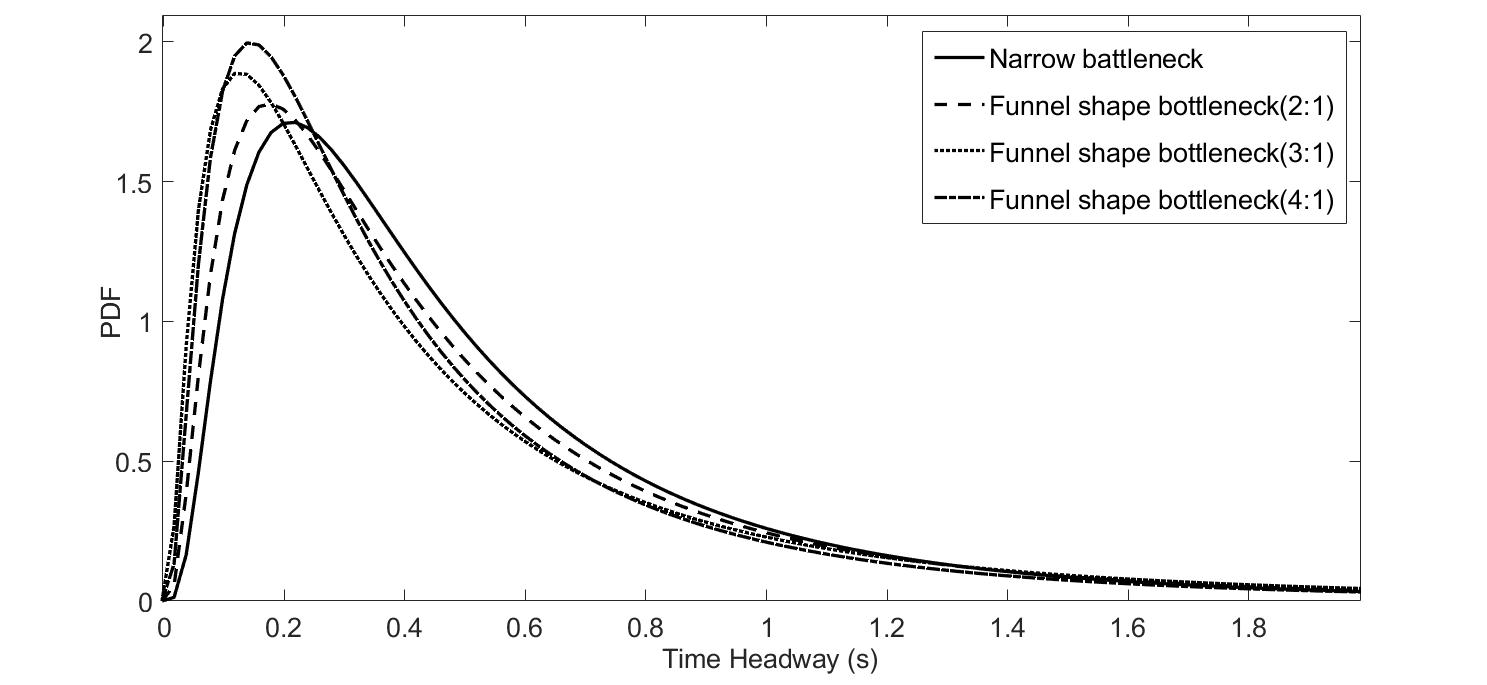 Narrow battleneck
Funnel shape bottleneck(2:1)
Funnel shape bottleneck(3:1)
Funnel shape bottleneck(4:1)
PDF
2
1.5
1
0.5
0
0 0.2 0.4 0.6 0.8 1 1.2 1.4 1.6 1.8
Time Headway (s)